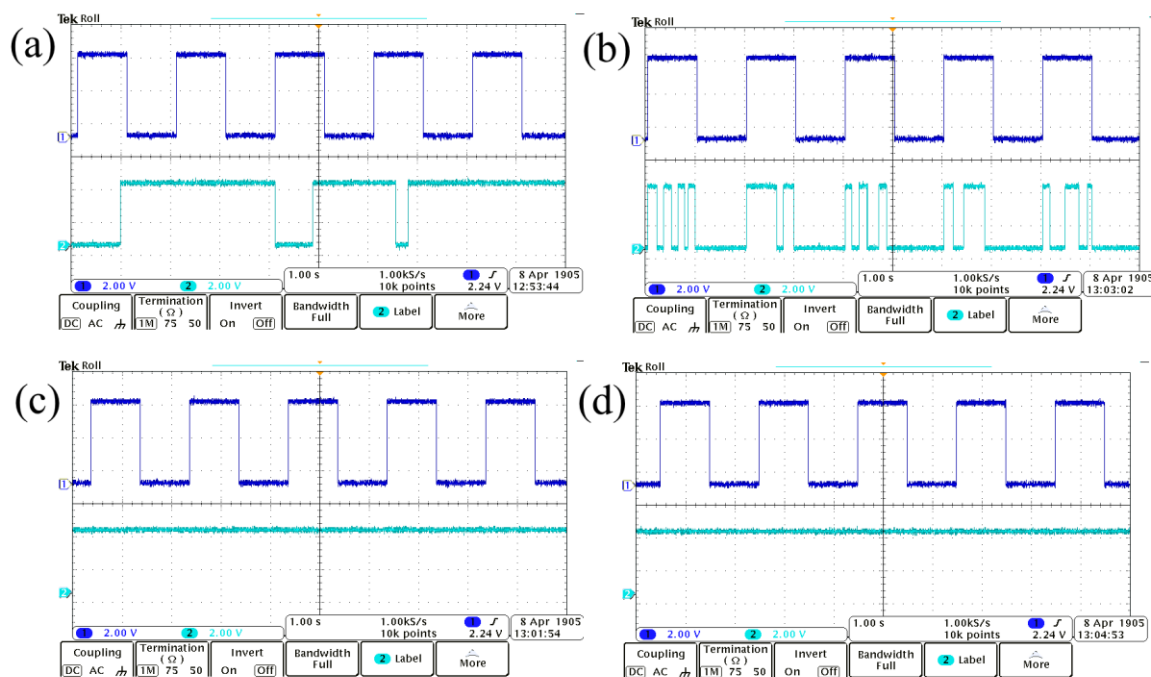 (a)
Tek Roll
1
2
1.00 s 1.00kS/s 1 8 Apr 1905
1 2.00 V 2 2.00 V 10k points 2.24 V 12:53:44
Coupling Termination Invert Bandwidth 2 Label More
(Ω) Full
DC AC 1M 75 50 On Off
(b)
Tek Roll
1
2
1.00 s 1.00kS/s 1 8 Apr 1905
1 2.00 V 2 2.00 V 10k points 2.24 V 13:03:02
Coupling Termination Invert Bandwidth 2 Label More
(Ω) Full
DC AC 1M 75 50 On Off
(c)
Tek Roll
1
2
1.00 s 1.00kS/s 1 8 Apr 1905
1 2.00 V 2 2.00 V 10k points 2.24 V 13:01:54
Coupling Termination Invert Bandwidth 2 Label More
(Ω) Full
DC AC 1M 75 50 On Off
(d)
Tek Roll
1
2
1.00 s 1.00kS/s 1 8 Apr 1905
1 2.00 V 2 2.00 V 10k points 2.24 V 13:04:53
Coupling Termination Invert Bandwidth 2 Label More
(Ω) Full
DC AC 1M 75 50 On Off